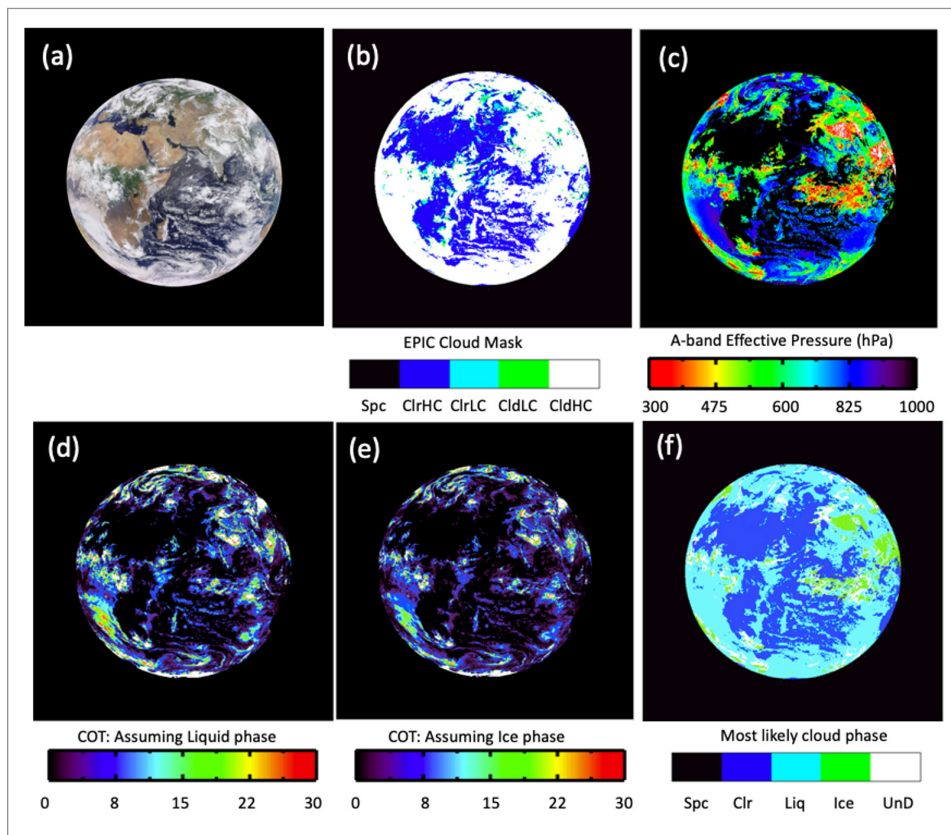 (a)
(b)
(c)
EPIC Cloud Mask
Spc ClrHC ClrLC CldLC CldHC
A-band Effective Pressure (hPa)
300 475 600 825 1000
(d)
(e)
(f)
COT: Assuming Liquid phase
0 8 15 22 30
COT: Assuming Ice phase
0 8 15 22 30
Most likely cloud phase
Spc Clr Liq Ice UnD